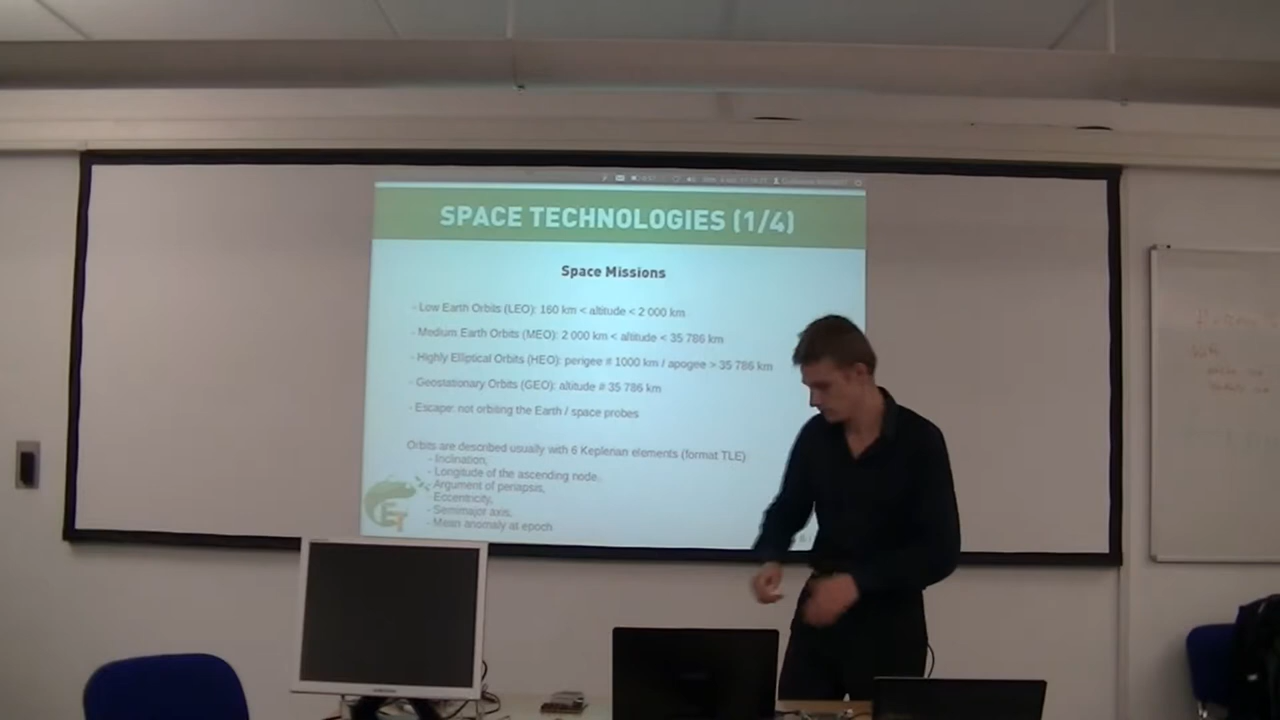 SPACE TECHNOLOGIES (1/4)
Space Missions
- Low Earth Orbits (LEO): 160 km < altitude < 2 000 km
- Medium Earth Orbits (MEO): 2 000 km < altitude < 35 786 km
- Highly Elliptical Orbits (HEO): perigee # 1000 km / apogee > 35 786 km
- Geostationary Orbits (GEO): altitude # 35 786 km
- Escape: not orbiting the Earth / space probes
Orbits are described usually with 6 Keplerian elements (format TLE)
- Inclination,
- Longitude of the ascending node.
- Argument of periapsis,
- Eccentricity,
- Semimajor axis,
- Mean anomaly at epoch
ET